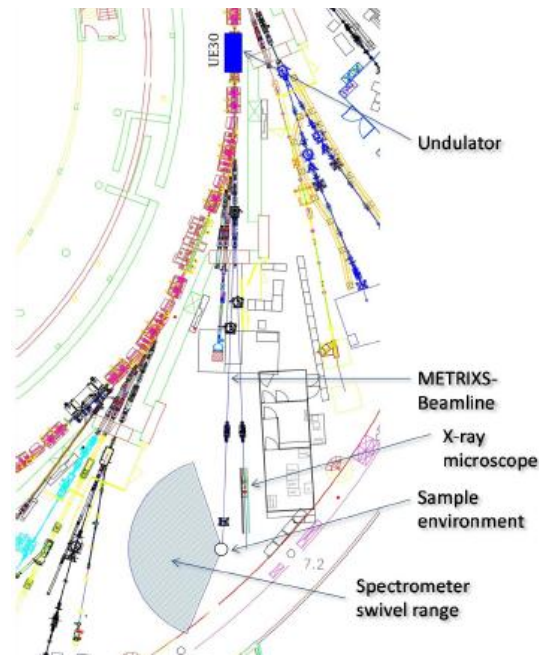 UE30
Undulator
METRIXS-
Beamline
X-ray
microscope
Sample
environment
7.2
Spectrometer
swivel range